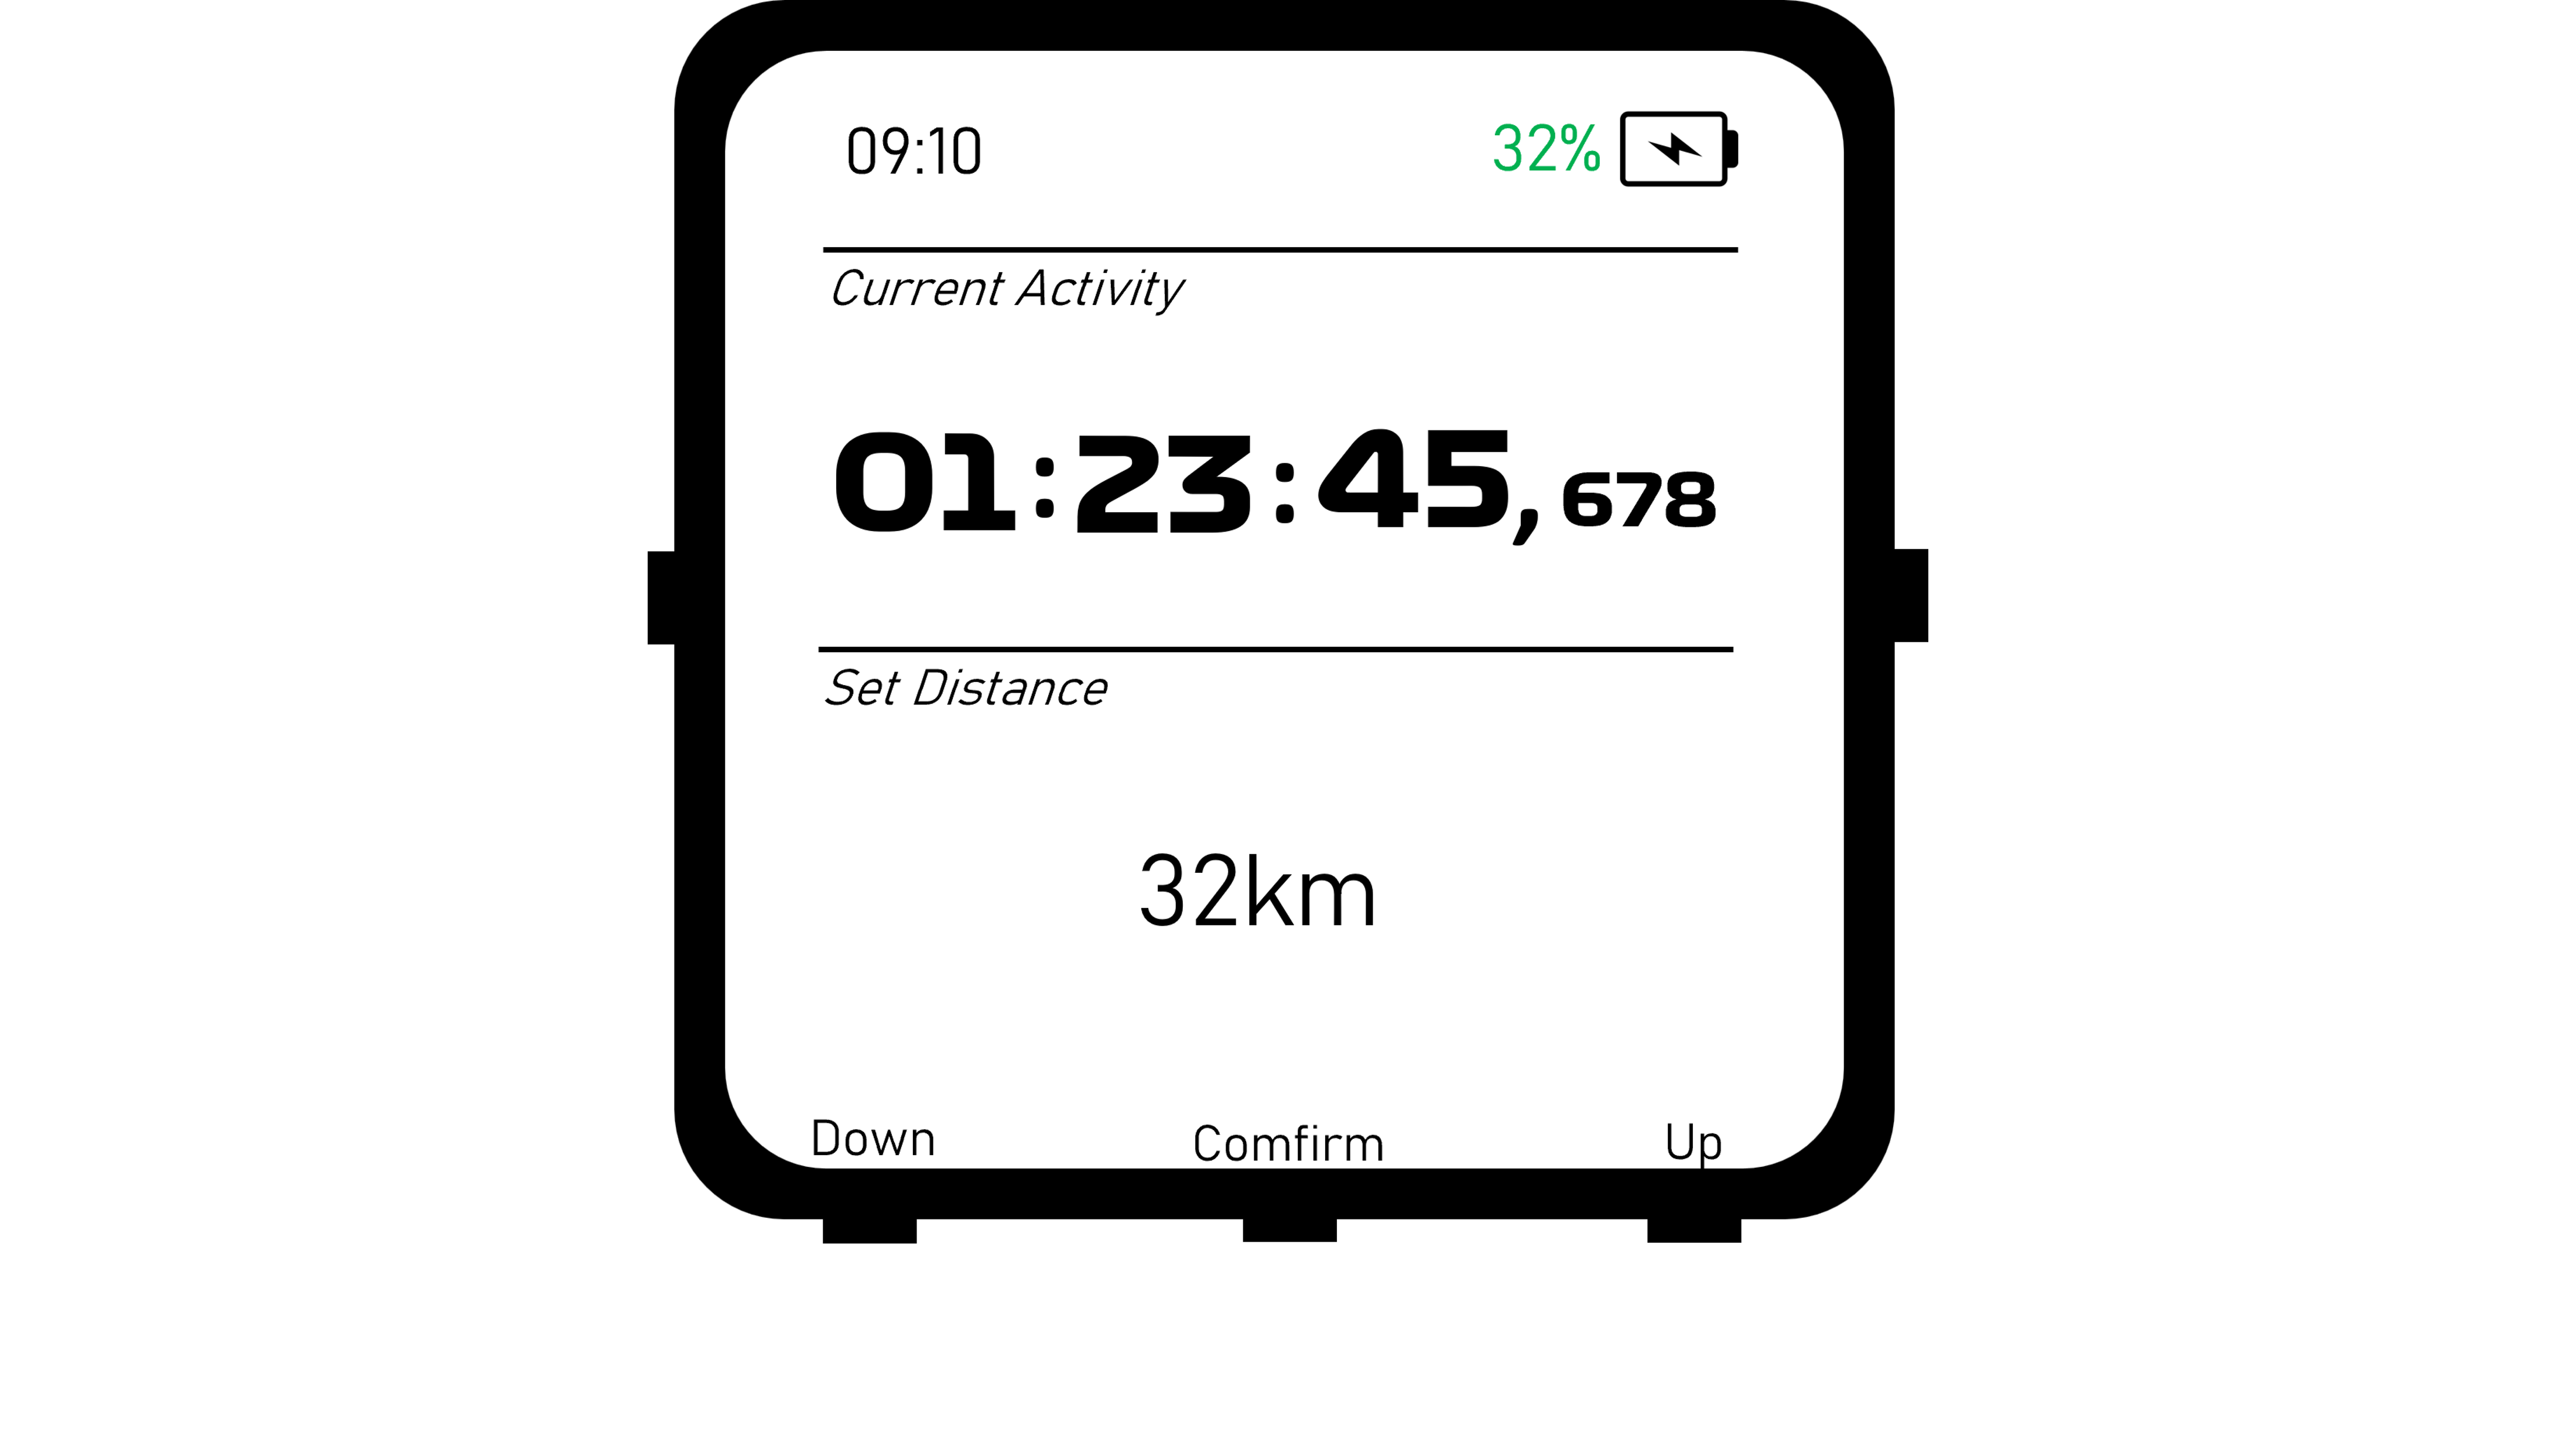 09:10 32%
Current Activity
01:23:45,678
Set Distance
32km
Down Comfirm Up